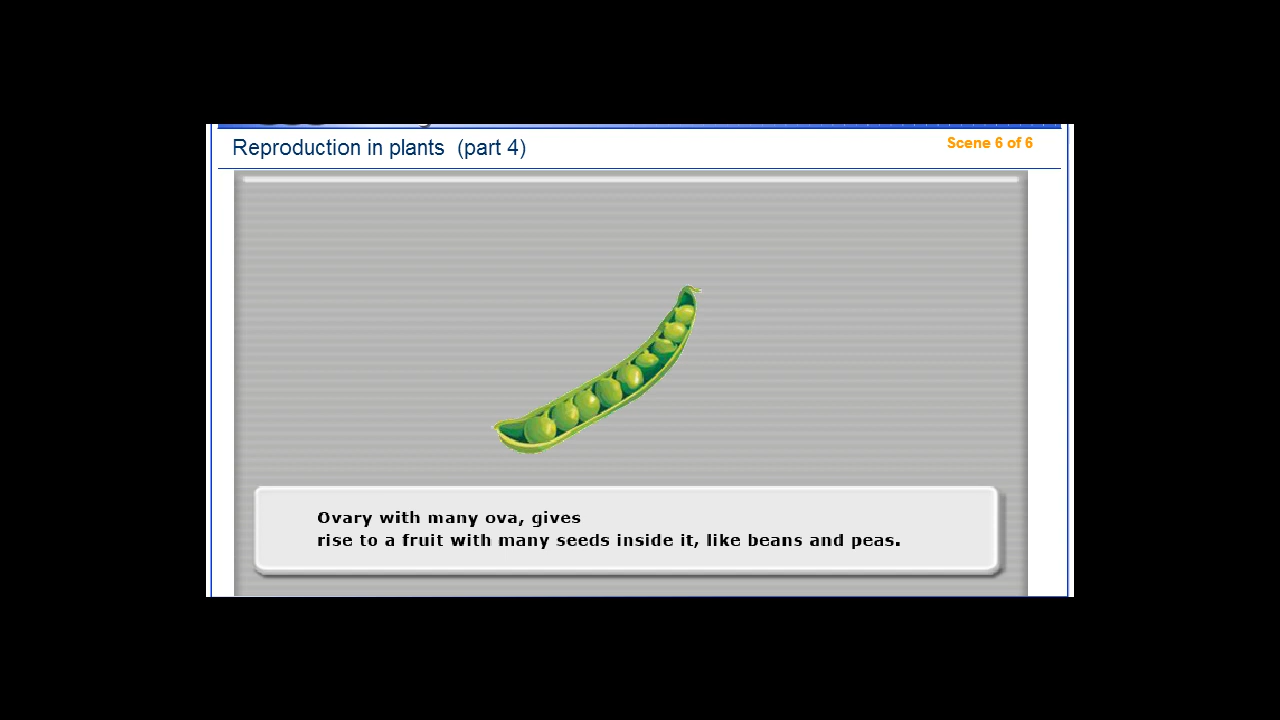 Reproduction in plants (part 4)
Scene 6 of 6
Ovary with many ova, gives
rise to a fruit with many seeds inside it, like beans and peas.